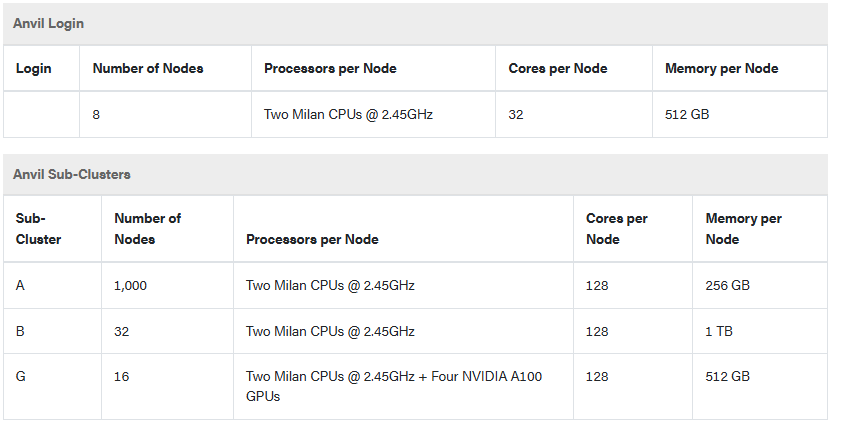 Anvil Login
Login Number of Nodes Processors per Node Cores per Node Memory per Node
8 Two Milan CPUs @ 2.45GHz 32 512 GB
Anvil Sub-Clusters
Sub-Cluster Number of Nodes Processors per Node Cores per Node Memory per Node
A 1,000 Two Milan CPUs @ 2.45GHz 128 256 GB
B 32 Two Milan CPUs @ 2.45GHz 128 1 TB
G 16 Two Milan CPUs @ 2.45GHz + Four NVIDIA A100 GPUs 128 512 GB